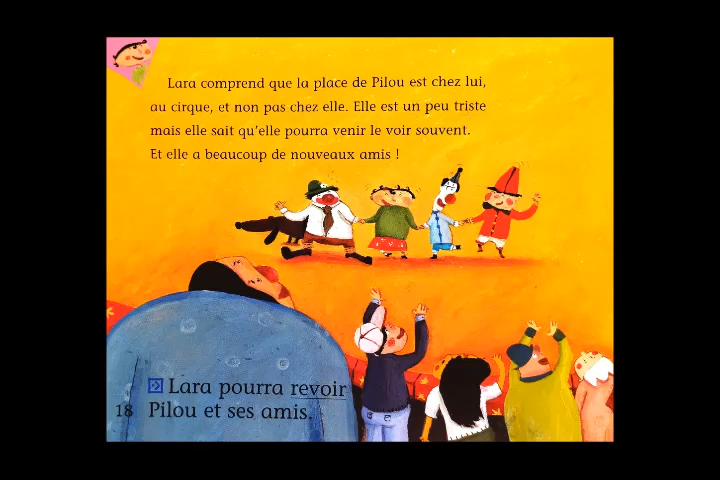 Lara comprend que la place de Pilou est chez lui,
au cirque, et non pas chez elle. Elle est un peu triste
mais elle sait qu'elle pourra venir le voir souvent.
Et elle a beaucoup de nouveaux amis !
Lara pourra revoir
18 Pilou et ses amis.